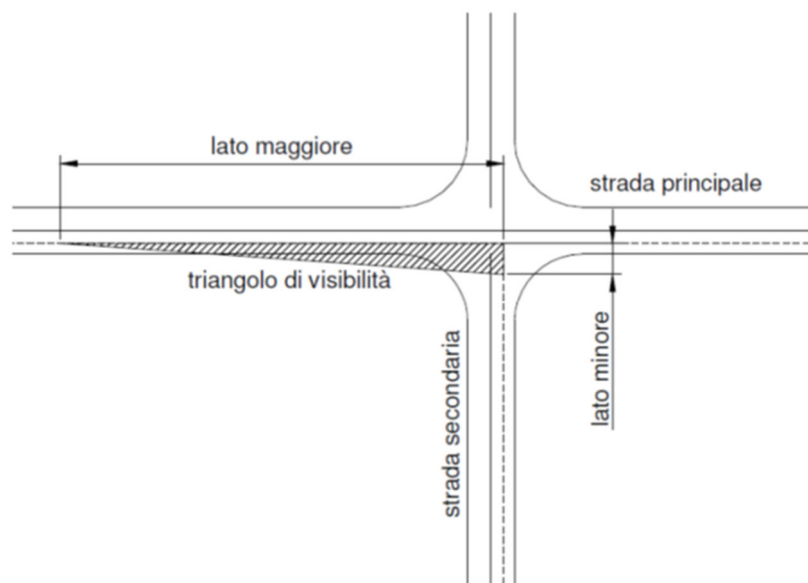 lato maggiore
strada principale
triangolo di visibilità
strada secondaria
lato minore